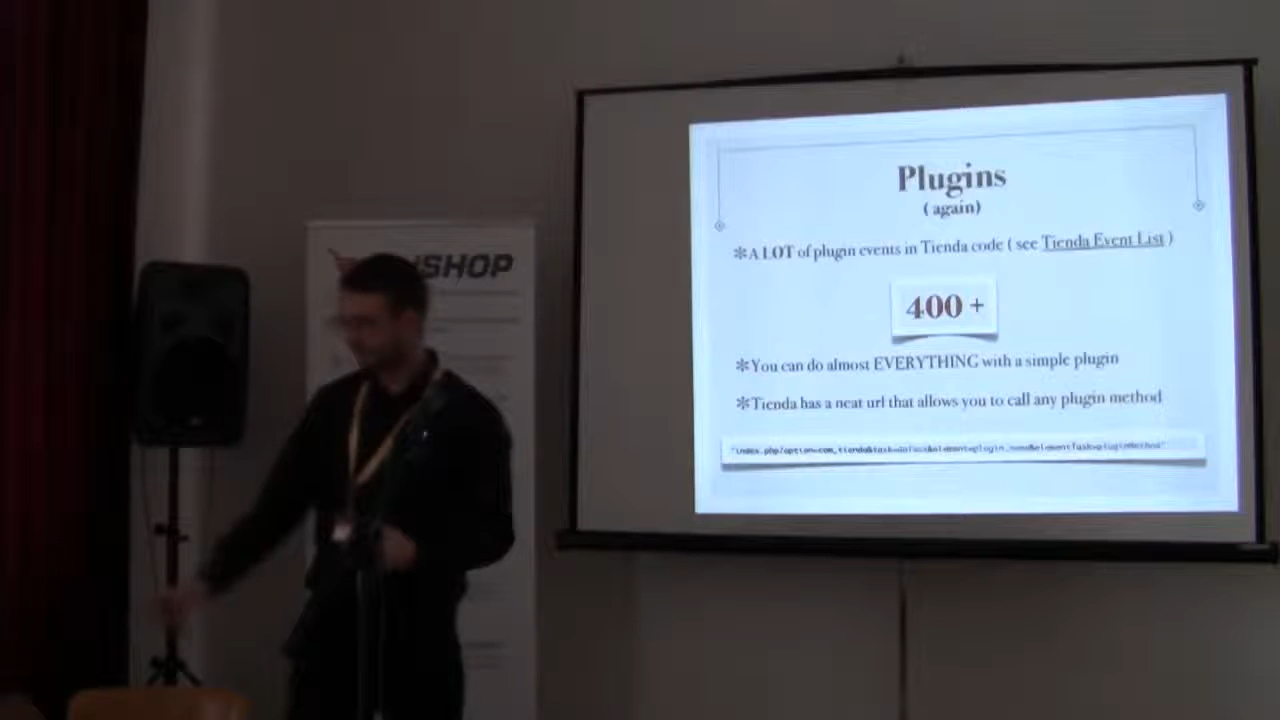 SHOP
Plugins
( again)
✻A LOT of plugin events in Tienda code ( see Tienda Event List )
400 +
✻You can do almost EVERYTHING with a simple plugin
✻Tienda has a neat url that allows you to call any plugin method